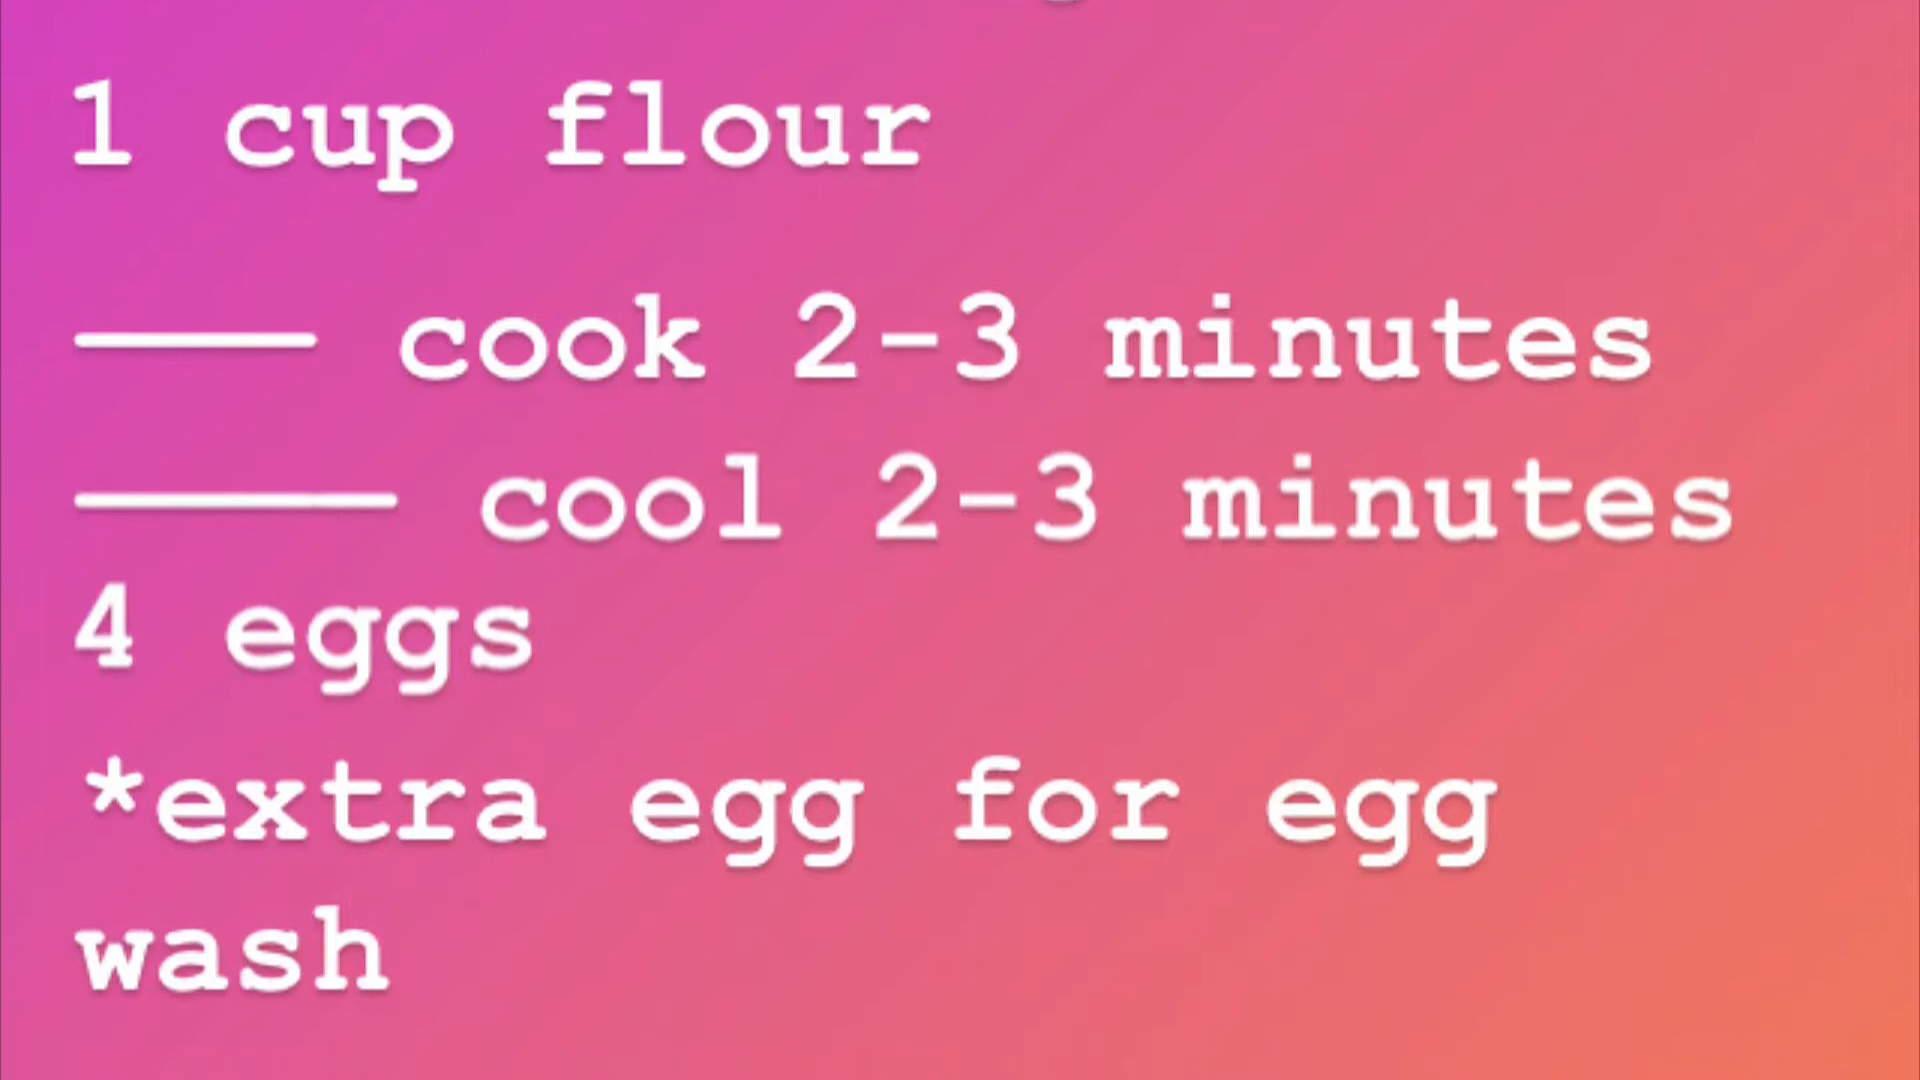 1 cup flour
——— cook 2-3 minutes
———— cool 2-3 minutes
4 eggs
*extra egg for egg
wash